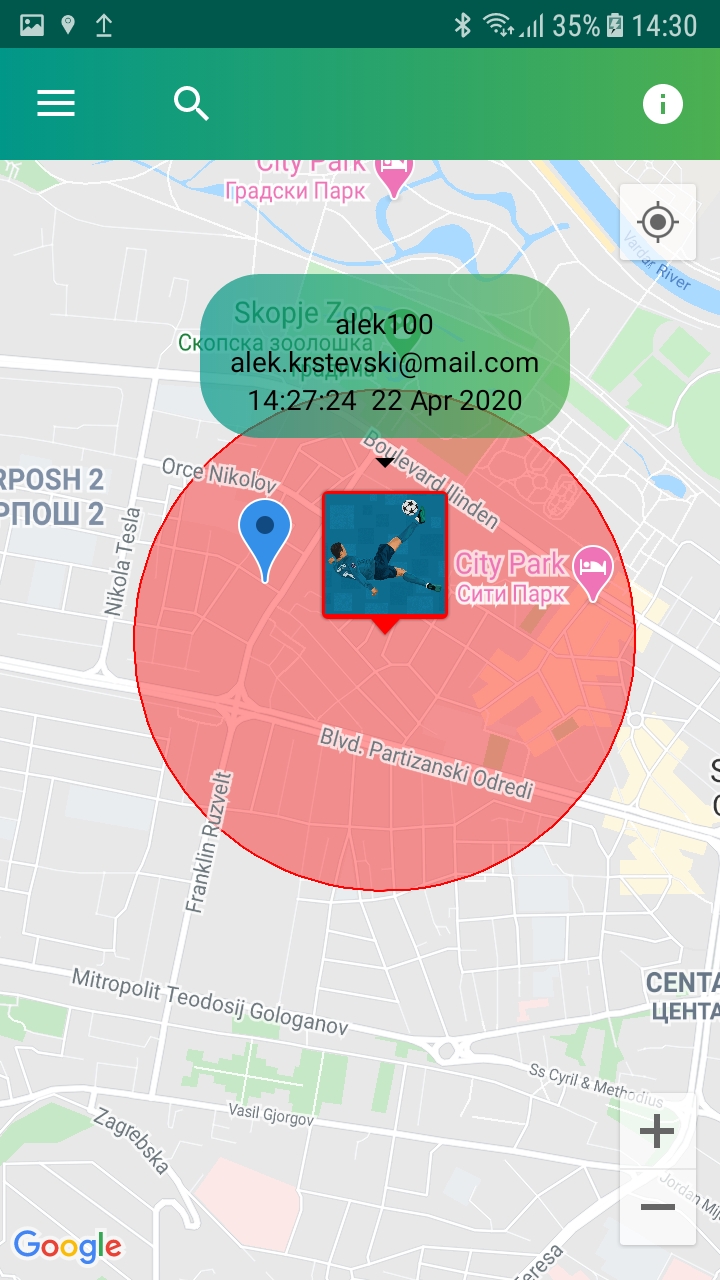 35% 14:30
City Park
Градски Парк
Vardar River
Skopje Zoo
Скопска зоолошка
градина
alek100
alek.krstevski@mail.com
14:27:24 22 Apr 2020
Boulevard Ilinden
Orce Nikolov
RPOSH 2
РПОШ 2
Nikola Tesla
City Park
Сити Парк
Blvd. Partizanski Odredi
S
Franklin Ruzvelt
Mitropolit Teodosij Gologanov
CENTA
ЦЕНТА
Ss Cyril & Methodius
Vasil Gjorgov
Zagrebska
Jordan Mij
Google
eresa